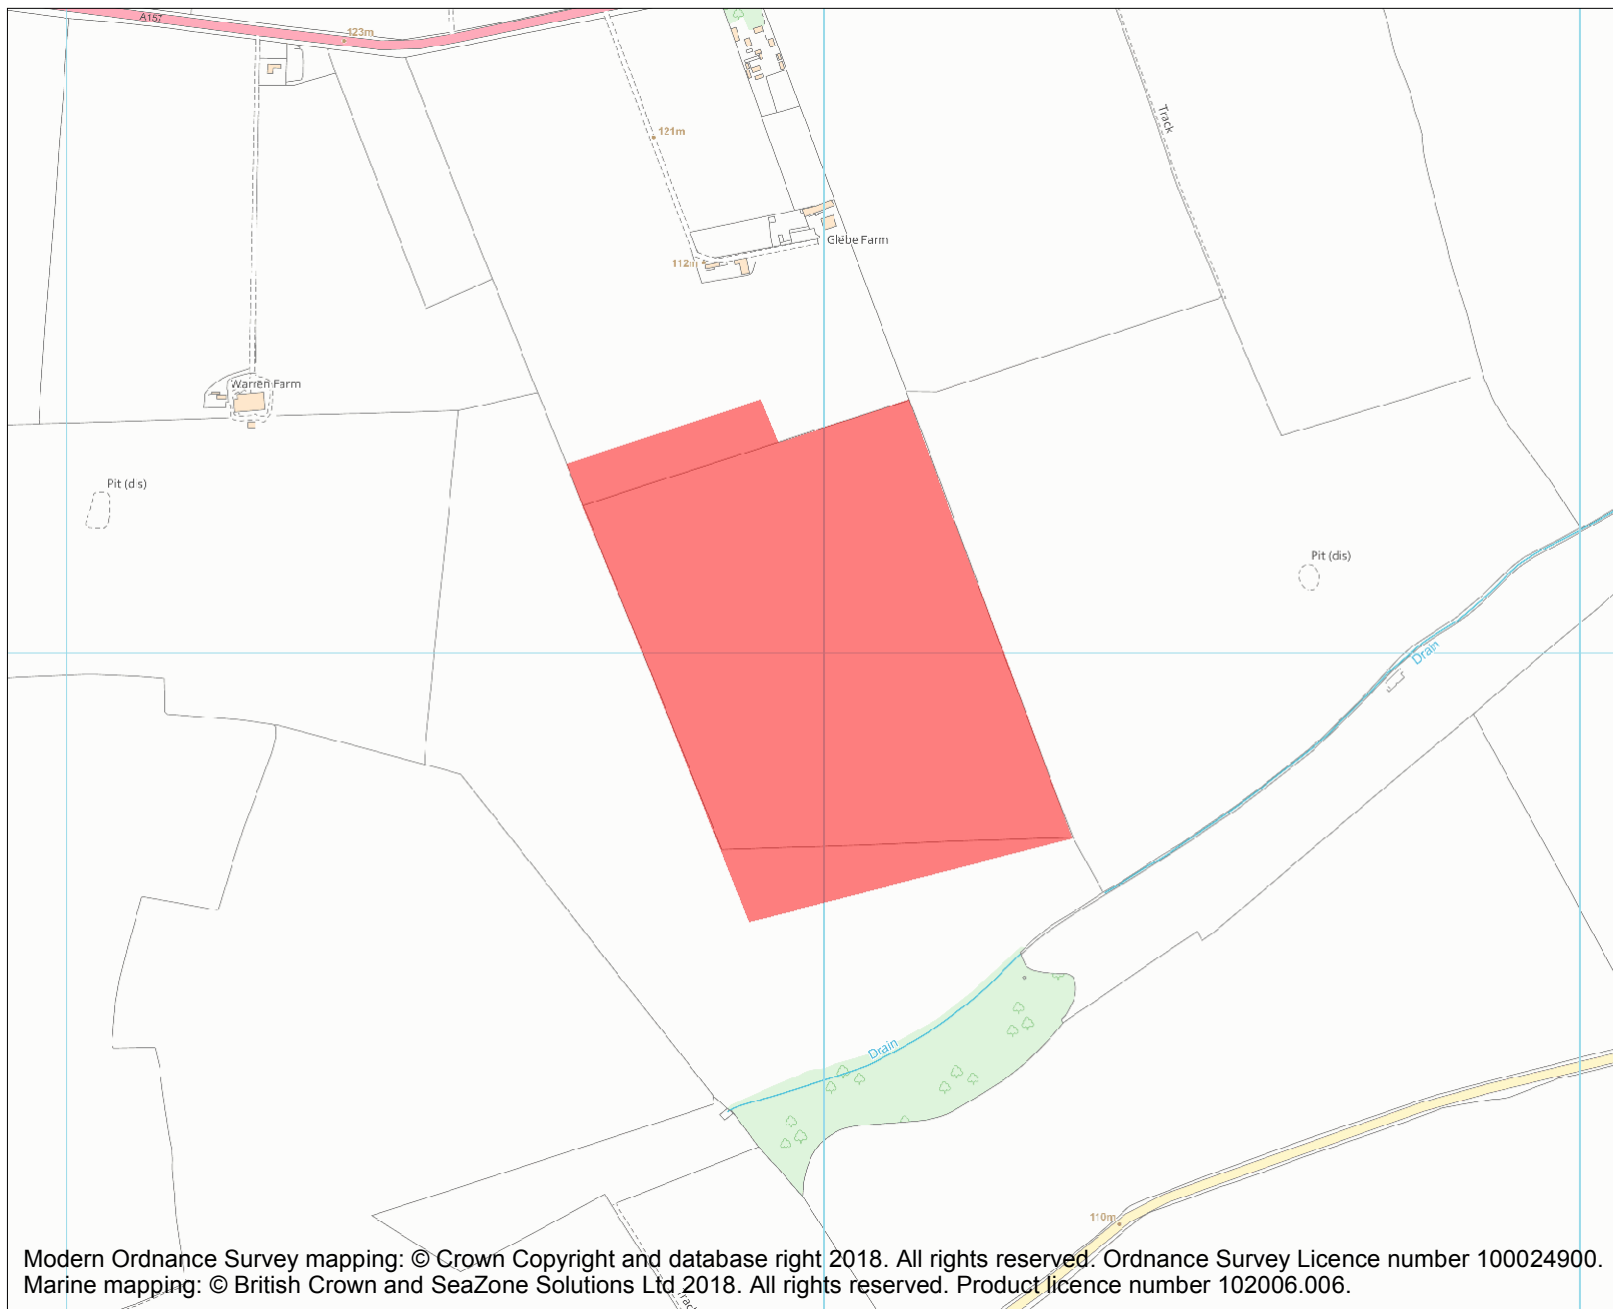 A157
123m
Track
121m
Glebe Farm
112m
Warren Farm
Pit (dis)
Pit (dis)
Drain
Drain
110m
Modern Ordnance Survey mapping: © Crown Copyright and database right 2018. All rights reserved. Ordnance Survey Licence number 100024900.
Marine mapping: © British Crown and SeaZone Solutions Ltd 2018. All rights reserved. Product licence number 102006.006.
Track